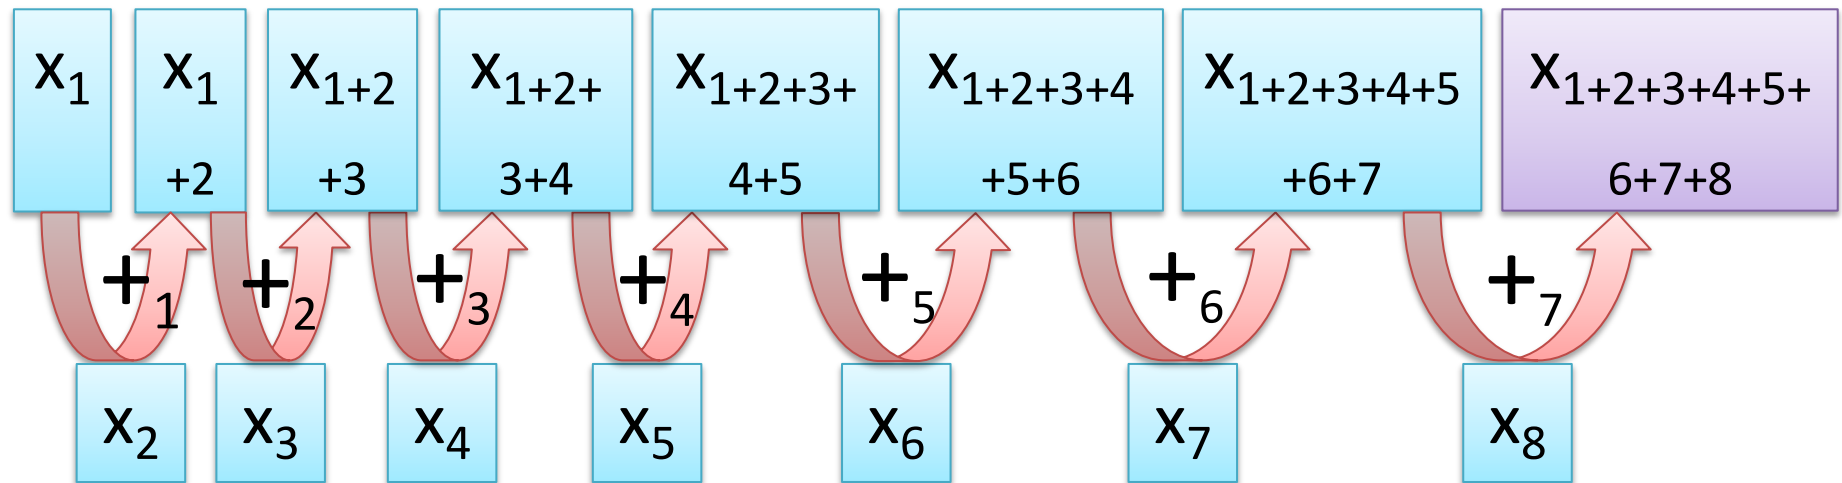 x1
x1
+2
x1+2
+3
x1+2+
3+4
x1+2+3+
4+5
x1+2+3+4
+5+6
x1+2+3+4+5
+6+7
x1+2+3+4+5+
6+7+8
+1
+2
+3
+4
+5
+6
+7
x2
x3
x4
x5
x6
x7
x8